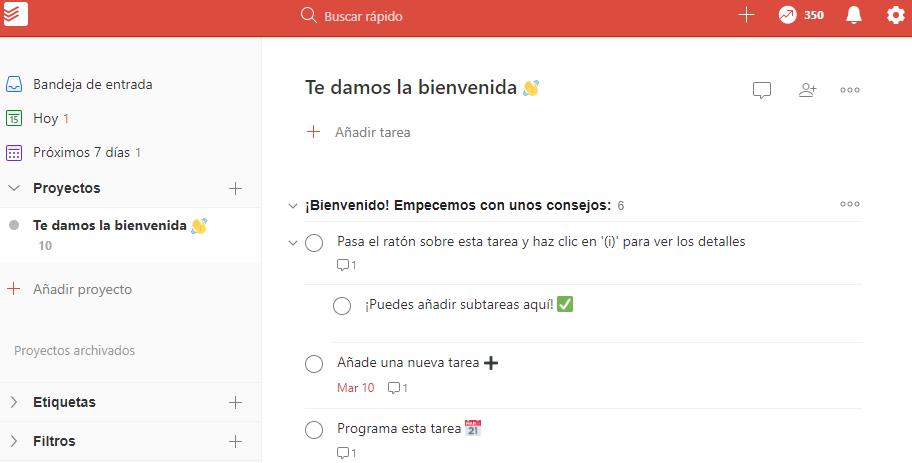 Buscar rápido
350
Bandeja de entrada
15
Hoy 1
Próximos 7 días 1
Proyectos
Te damos la bienvenida 👋
10
Añadir proyecto
Proyectos archivados
Etiquetas
Filtros
Te damos la bienvenida 👋
Añadir tarea
¡Bienvenido! Empecemos con unos consejos: 6
Pasa el ratón sobre esta tarea y haz clic en '(i)' para ver los detalles
1
¡Puedes añadir subtareas aquí! ✅
Añade una nueva tarea ➕
Mar 10 1
Programa esta tarea 📅
1